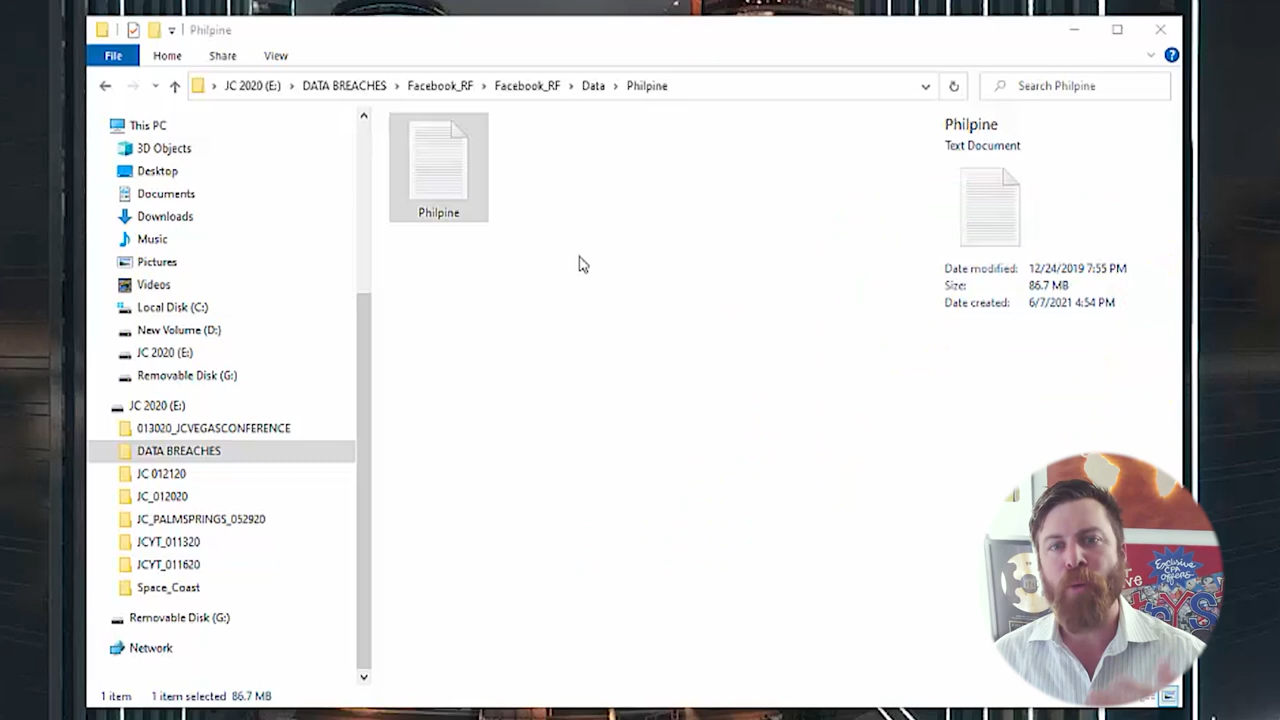 Philpine
File Home Share View
JC 2020 (E:) DATA BREACHES Facebook_RF Facebook_RF Data Philpine
Search Philpine
This PC
3D Objects
Desktop
Documents
Downloads
Music
Pictures
Videos
Local Disk (C:)
New Volume (D:)
JC 2020 (E:)
Removable Disk (G:)
JC 2020 (E:)
013020_JCVEGASCONFERENCE
DATA BREACHES
JC 012120
JC_012020
JC_PALMSPRINGS_052920
JCYT_011320
JCYT_011620
Space_Coast
Removable Disk (G:)
Network
Philpine
Philpine
Text Document
Date modified: 12/24/2019 7:55 PM
Size: 86.7 MB
Date created: 6/7/2021 4:54 PM
Exclusive
CPA
offers
1 item 1 item selected 86.7 MB